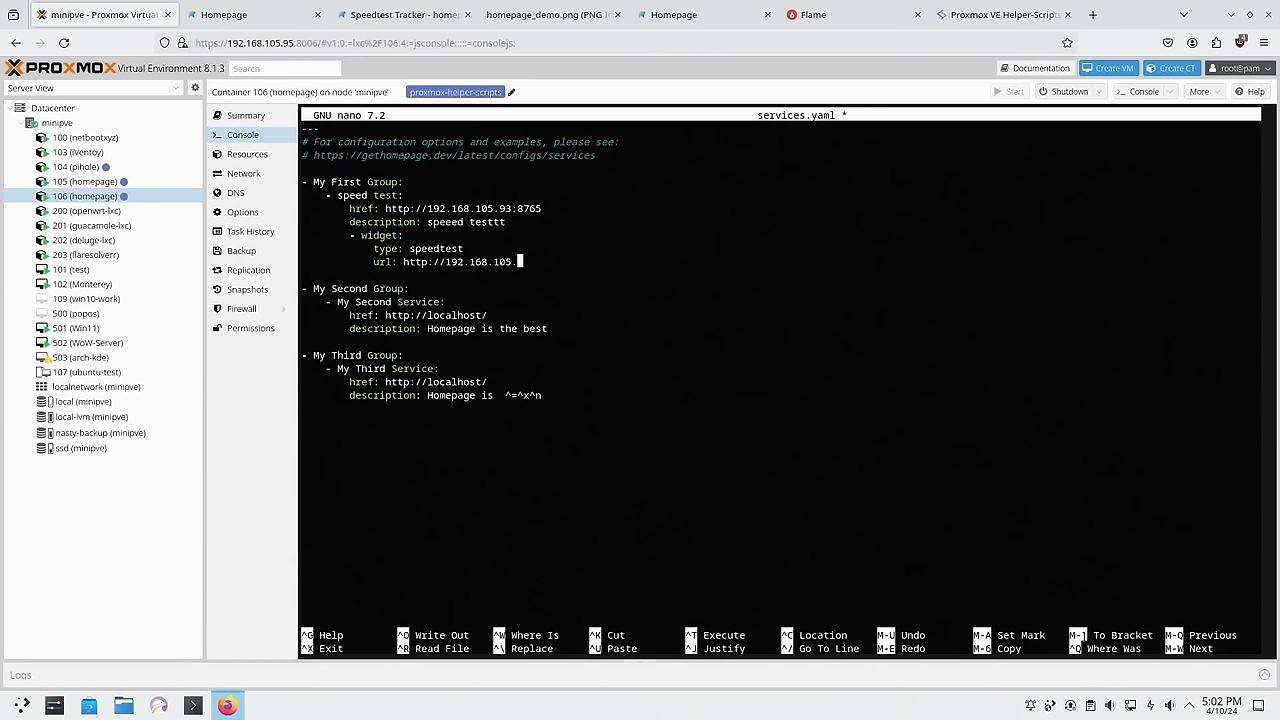 minipve - Proxmox Virtual
Homepage
Speedtest Tracker - home
homepage_demo.png (PNG In
Homepage
Flame
Proxmox VE Helper-Scripts
https://192.168.105.95:8006/#v1:0:=lxc%2F106:4:=jsconsole:::::=consolejs:
PROXMOX Virtual Environment 8.1.3
Search
Documentation
Create VM
Create CT
root@pam
Server View
Container 106 (homepage) on node 'minipve'
proxmox-helper-scripts
Start
Shutdown
Console
More
Help
Datacenter
minipve
100 (netbootxyz)
103 (iVentoy)
104 (pihole)
105 (homepage)
106 (homepage)
200 (openwrt-lxc)
201 (guacamole-lxc)
202 (deluge-lxc)
203 (flaresolverr)
101 (test)
102 (Monterey)
109 (win10-work)
500 (popos)
501 (Win11)
502 (WoW-Server)
503 (arch-kde)
107 (ubuntu-test)
localnetwork (minipve)
local (minipve)
local-lvm (minipve)
nasty-backup (minipve)
ssd (minipve)
Summary
Console
Resources
Network
DNS
Options
Task History
Backup
Replication
Snapshots
Firewall
Permissions
GNU nano 7.2 services.yaml *
---
# For configuration options and examples, please see:
# https://gethomepage.dev/latest/configs/services
- My First Group:
- speed test:
href: http://192.168.105.93:8765
description: speeed testtt
- widget:
type: speedtest
url: http://192.168.105.
- My Second Group:
- My Second Service:
href: http://localhost/
description: Homepage is the best
- My Third Group:
- My Third Service:
href: http://localhost/
description: Homepage is ^=^x^n
^G Help ^O Write Out ^W Where Is ^K Cut ^T Execute ^C Location M-U Undo M-A Set Mark M-] To Bracket M-Q Previous
^X Exit ^R Read File ^\ Replace ^U Paste ^J Justify ^/ Go To Line M-E Redo M-6 Copy ^Q Where Was M-W Next
Logs
5:02 PM
4/10/24